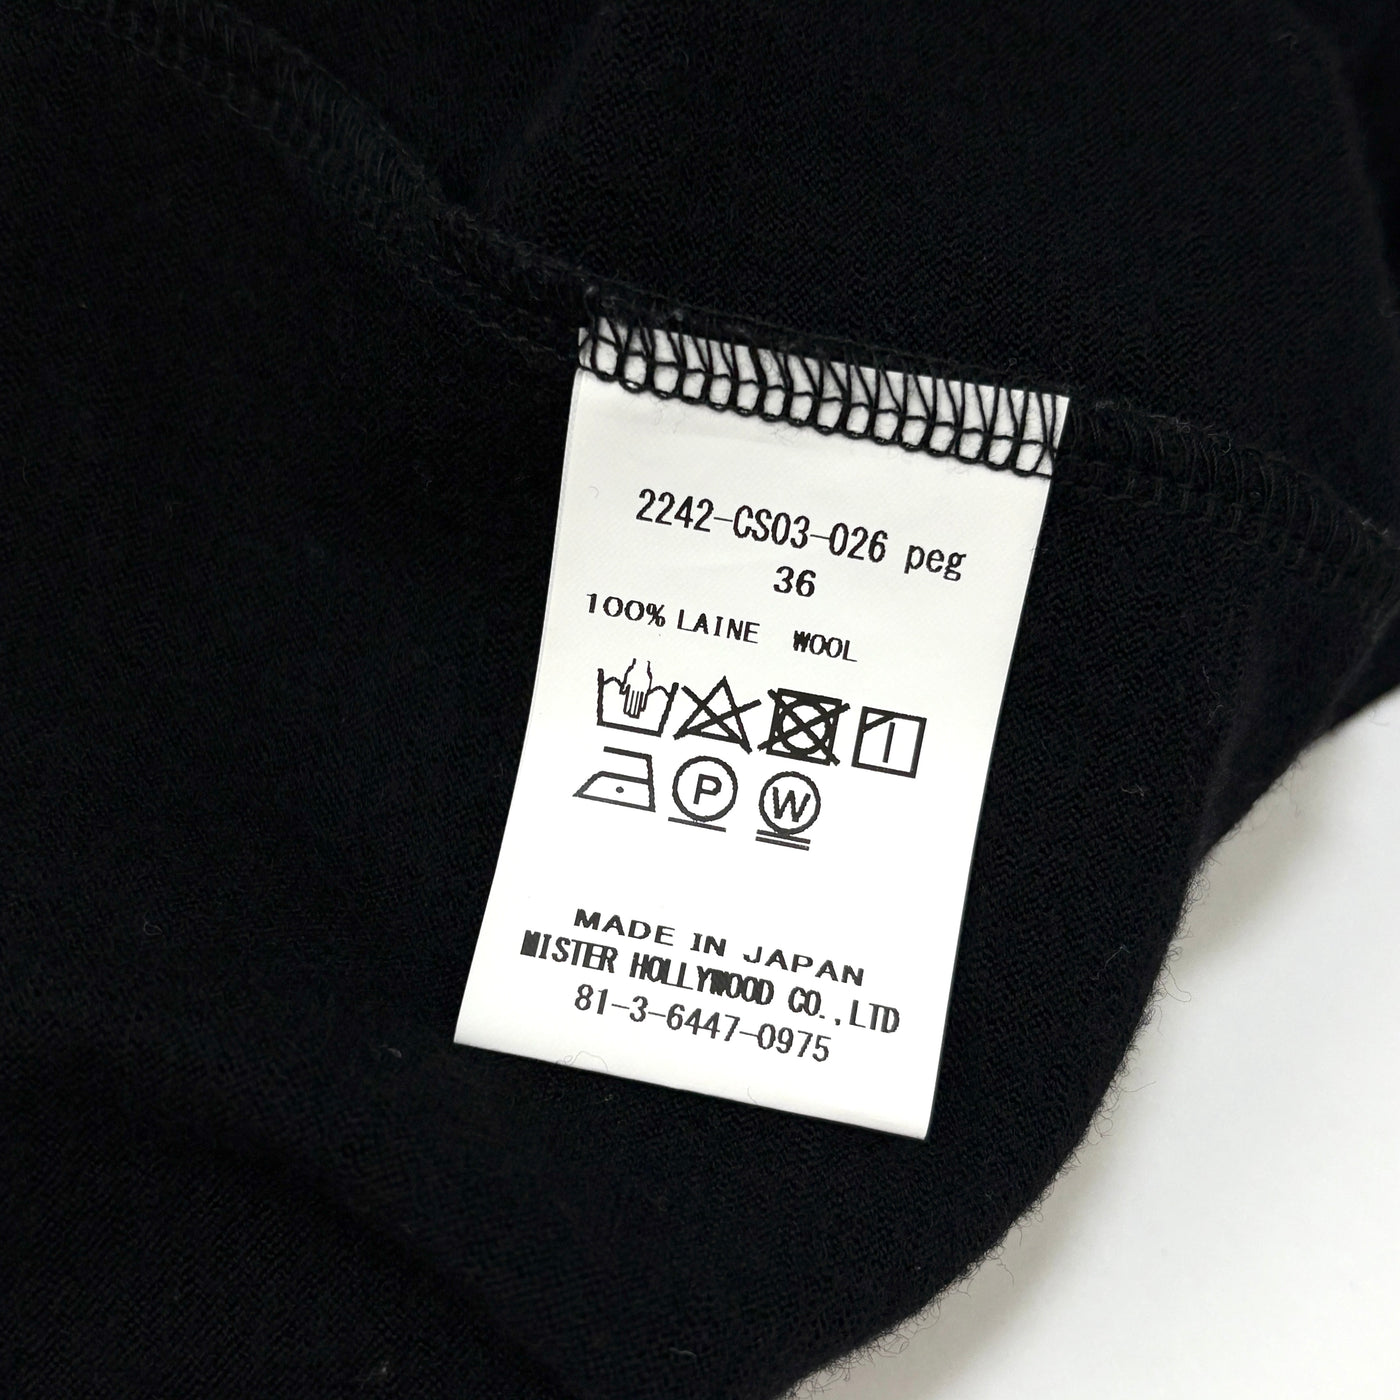 2242-CS03-026 peg
36
100% LAINE WOOL
P W
MADE IN JAPAN
MISTER HOLLYWOOD CO.,LTD
81-3-6447-0975